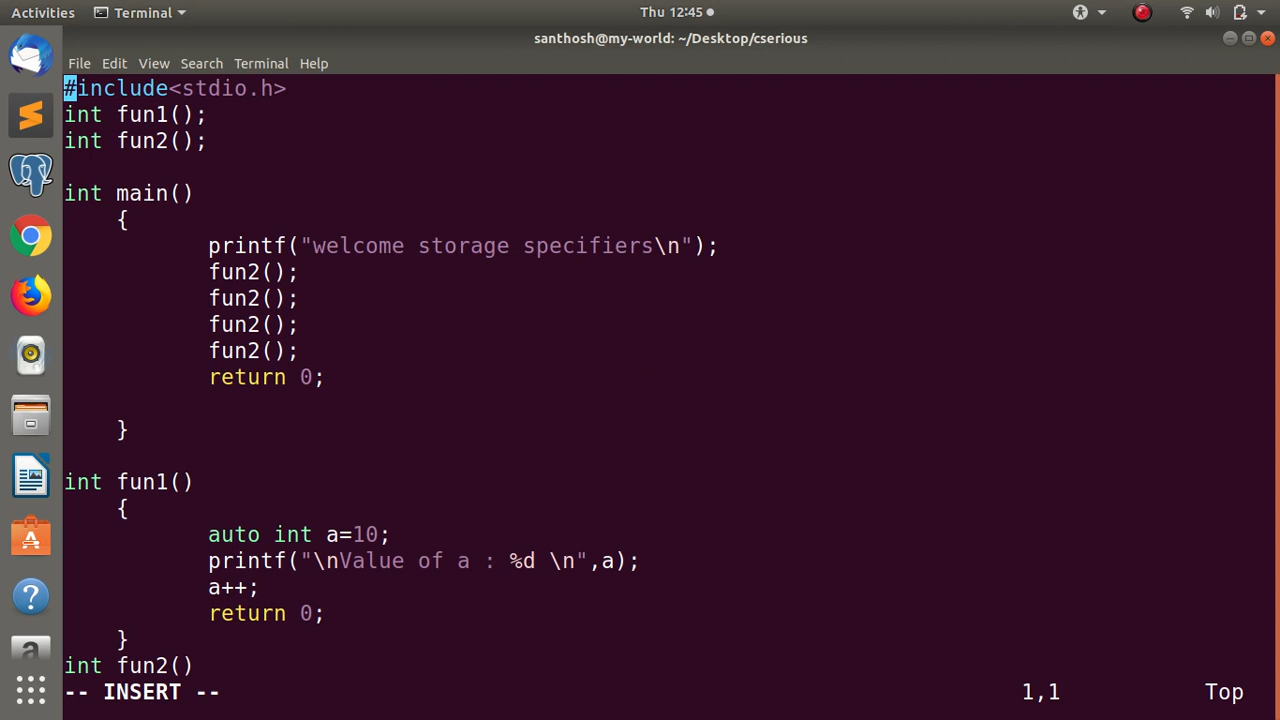 Activities Terminal Thu 12:45
santhosh@my-world: ~/Desktop/cserious
File Edit View Search Terminal Help
#include<stdio.h>
int fun1();
int fun2();
int main()
{
printf("welcome storage specifiers\n");
fun2();
fun2();
fun2();
fun2();
return 0;
}
int fun1()
{
auto int a=10;
printf("\nValue of a : %d \n",a);
a++;
return 0;
}
int fun2()
-- INSERT -- 1,1 Top